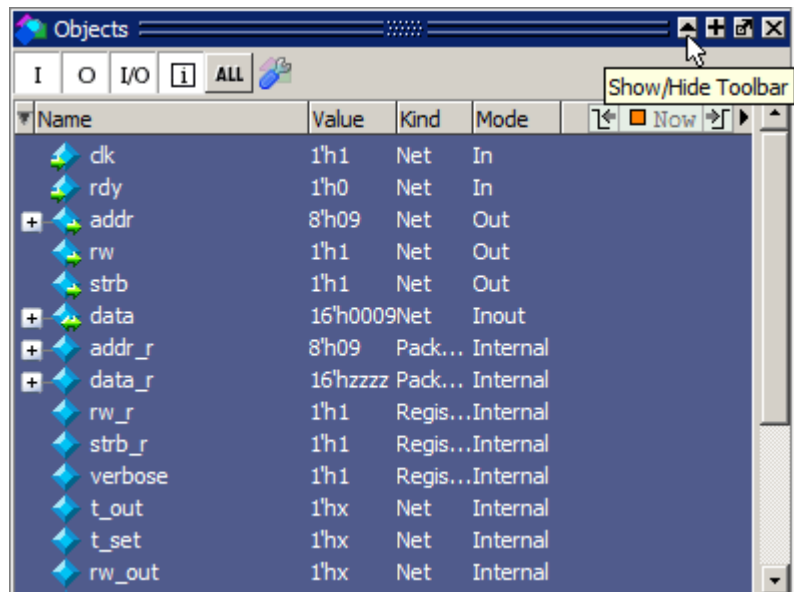 Objects
I O I/O i ALL
Show/Hide Toolbar
Name Value Kind Mode Now
clk 1'h1 Net In
rdy 1'h0 Net In
addr 8'h09 Net Out
rw 1'h1 Net Out
strb 1'h1 Net Out
data 16'h0009 Net Inout
addr_r 8'h09 Pack... Internal
data_r 16'hzzzz Pack... Internal
rw_r 1'h1 Regis... Internal
strb_r 1'h1 Regis... Internal
verbose 1'h1 Regis... Internal
t_out 1'hx Net Internal
t_set 1'hx Net Internal
rw_out 1'hx Net Internal